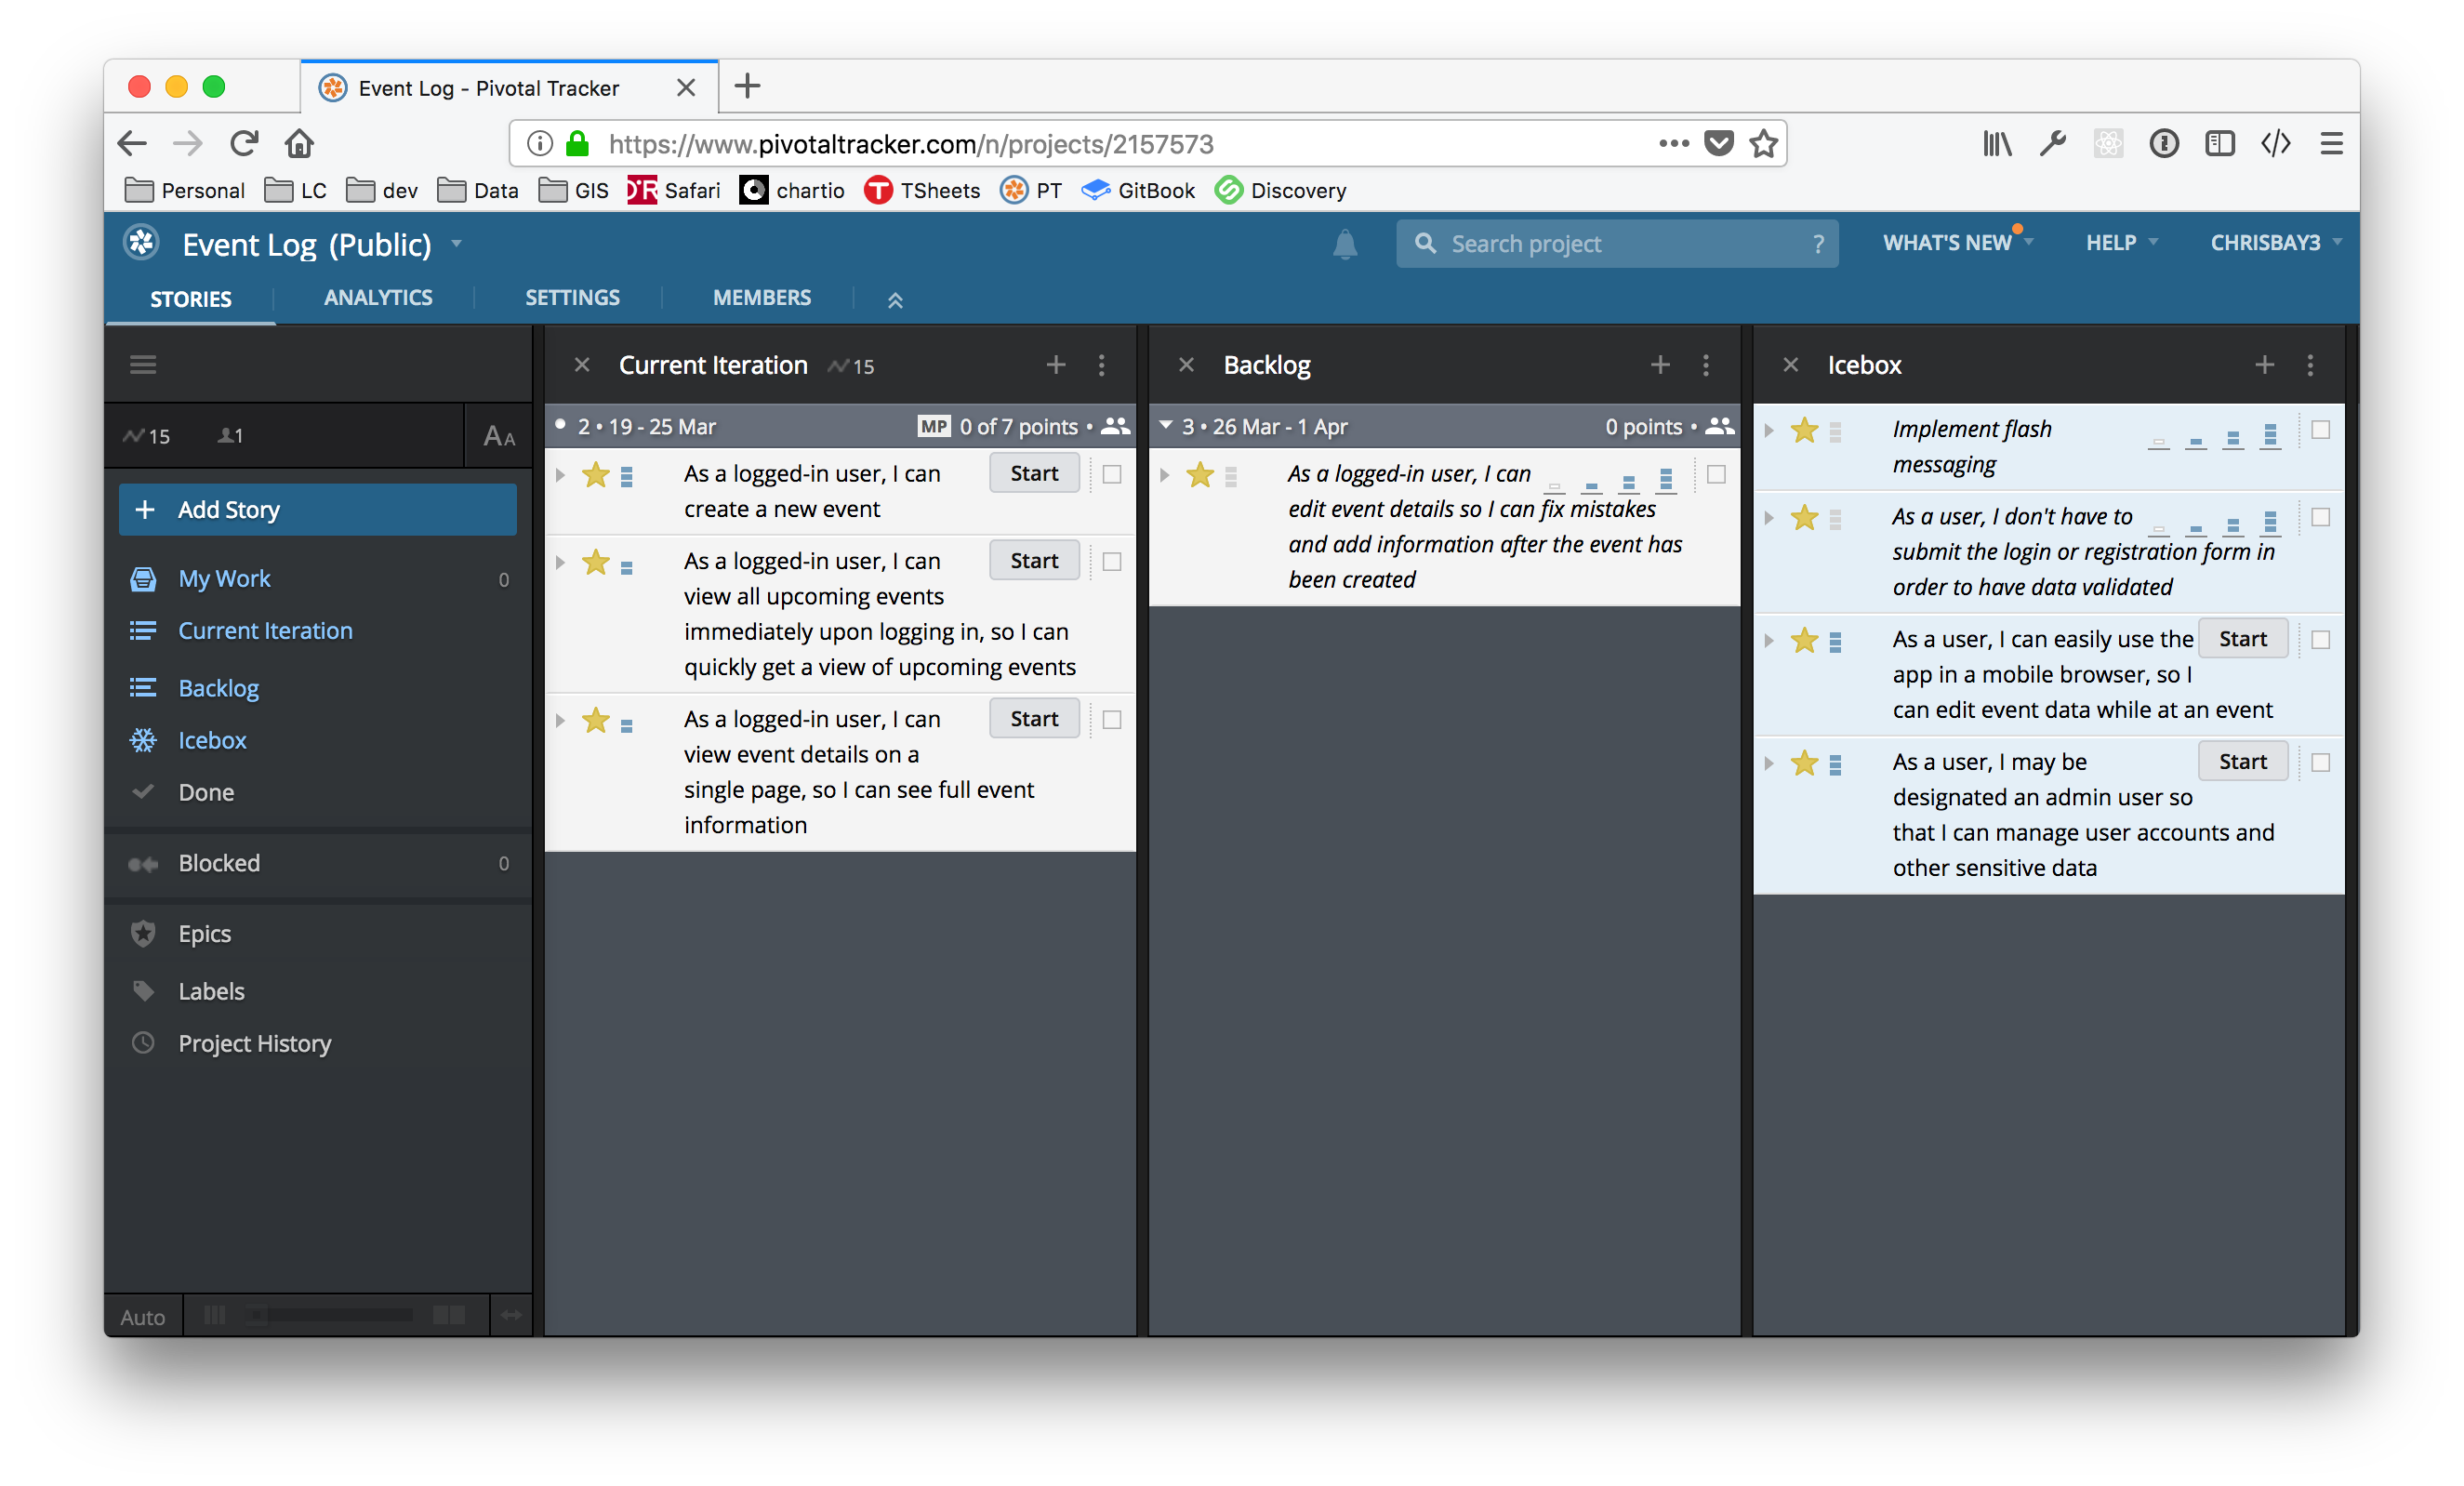 Event Log - Pivotal Tracker
https://www.pivotaltracker.com/n/projects/2157573
Personal LC dev Data GIS Safari chartio TSheets PT GitBook Discovery
Event Log (Public)
Search project ?
WHAT'S NEW HELP CHRISBAY3
STORIES ANALYTICS SETTINGS MEMBERS
15 1 AA
Add Story
My Work 0
Current Iteration
Backlog
Icebox
Done
Blocked 0
Epics
Labels
Project History
Auto
Current Iteration 15
2 • 19 - 25 Mar MP 0 of 7 points •
As a logged-in user, I can Start
create a new event
As a logged-in user, I can Start
view all upcoming events
immediately upon logging in, so I can
quickly get a view of upcoming events
As a logged-in user, I can Start
view event details on a
single page, so I can see full event
information
Backlog
3 • 26 Mar - 1 Apr 0 points •
As a logged-in user, I can
edit event details so I can fix mistakes
and add information after the event has
been created
Icebox
Implement flash
messaging
As a user, I don't have to
submit the login or registration form in
order to have data validated
As a user, I can easily use the Start
app in a mobile browser, so I
can edit event data while at an event
As a user, I may be Start
designated an admin user so
that I can manage user accounts and
other sensitive data